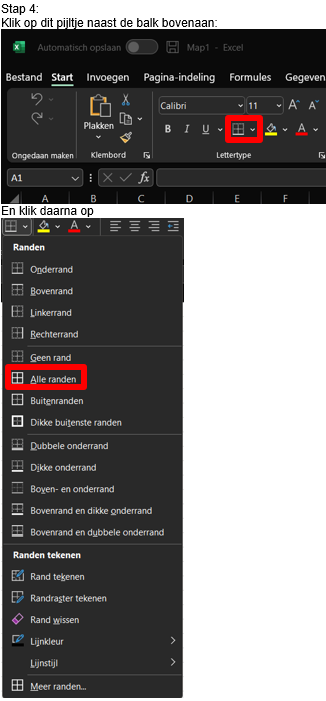 Stap 4:
Klik op dit pijltje naast de balk bovenaan:
Automatisch opslaan
Map1 - Excel
Bestand Start Invoegen Pagina-indeling Formules Gegeven
Plakken
Calibri 11 A A
B I U A
Ongedaan maken Klembord Lettertype
A1 fx
A B C D E F
En klik daarna op
A
Randen
Onderrand
Bovenrand
Linkerrand
Rechterrand
Geen rand
Alle randen
Buitenranden
Dikke buitenste randen
Dubbele onderrand
Dikke onderrand
Boven- en onderrand
Bovenrand en dikke onderrand
Bovenrand en dubbele onderrand
Randen tekenen
Rand tekenen
Randraster tekenen
Rand wissen
Lijnkleur
Lijnstijl
Meer randen...